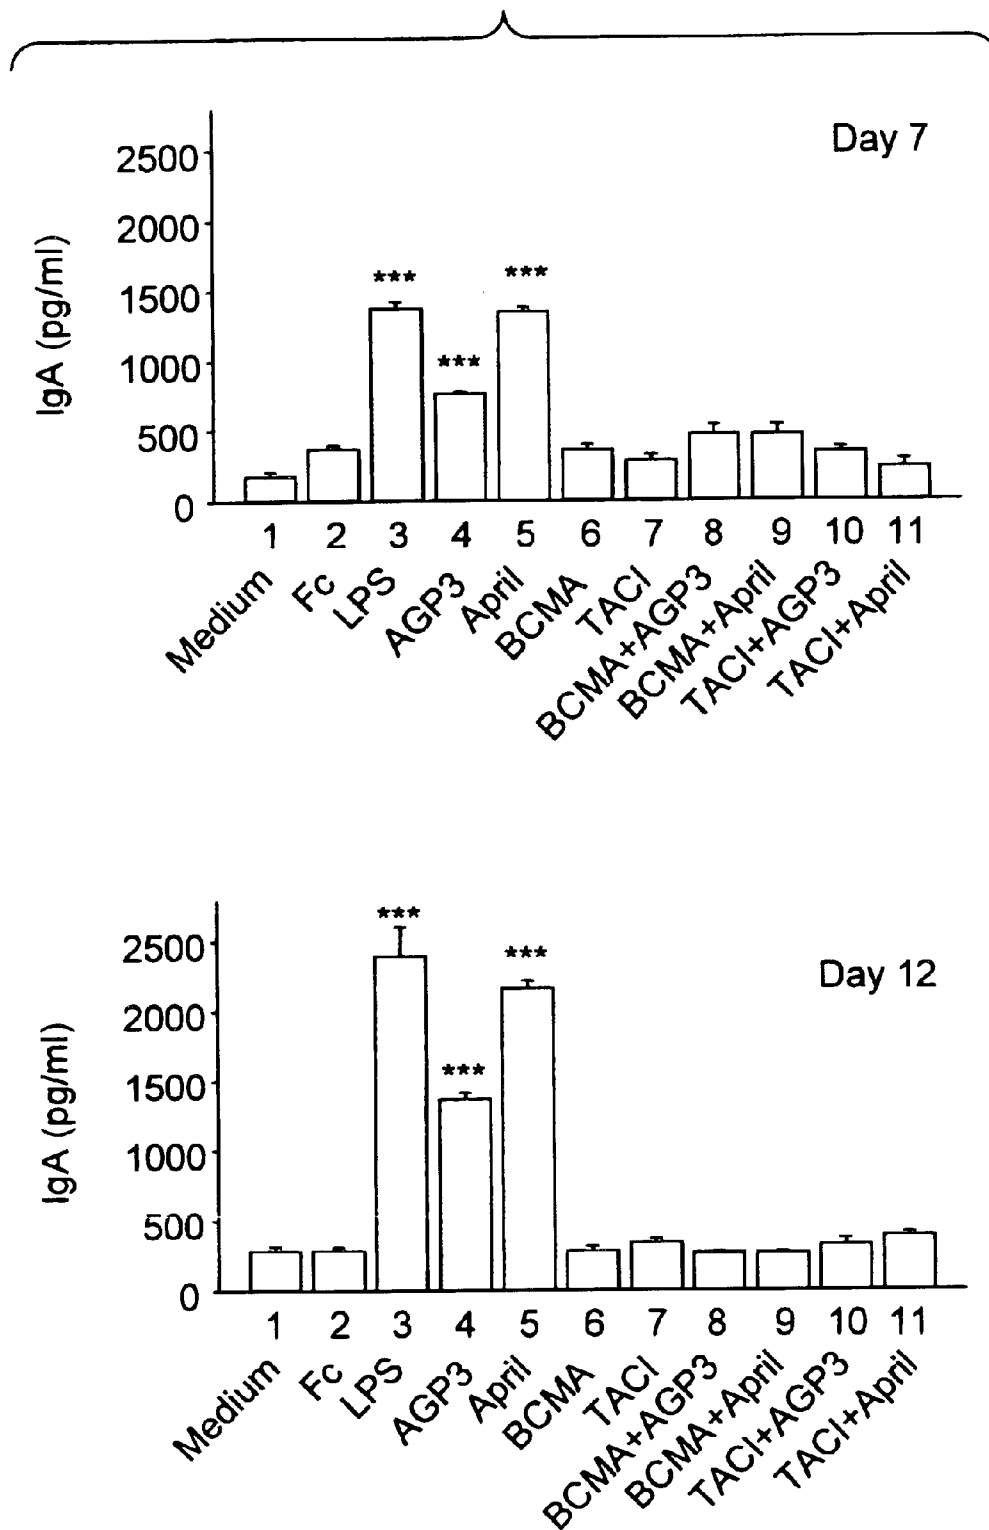 Day 7
IgA (pg/ml)
2500
2000
1500
1000
500
0
***
***
***
1 2 3 4 5 6 7 8 9 10 11
Medium
Fc
LPS
AGP3
April
BCMA
TACI
BCMA+AGP3
BCMA+April
TACI+AGP3
TACI+April
Day 12
IgA (pg/ml)
2500
2000
1500
1000
500
0
***
***
***
1 2 3 4 5 6 7 8 9 10 11
Medium
Fc
LPS
AGP3
April
BCMA
TACI
BCMA+AGP3
BCMA+April
TACI+AGP3
TACI+April